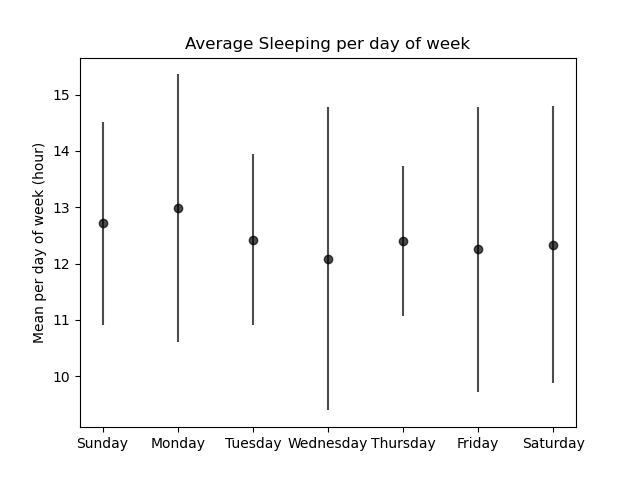 Average Sleeping per day of week
Mean per day of week (hour)
15
14
13
12
11
10
Sunday Monday Tuesday Wednesday Thursday Friday Saturday